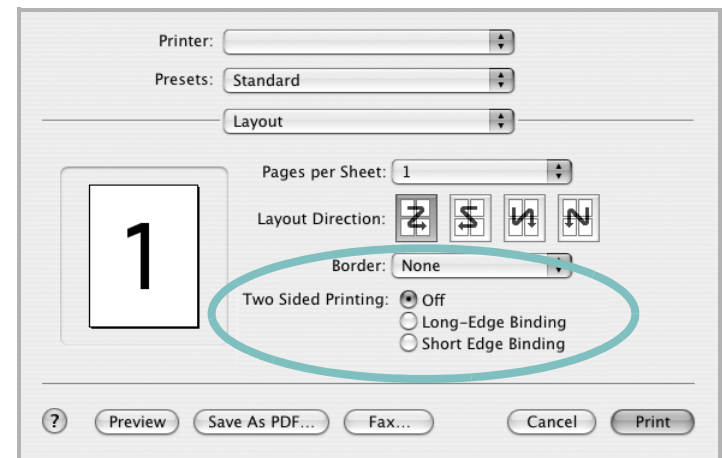 Printer:
Presets: Standard
Layout
Pages per Sheet: 1
Layout Direction:
1
Border: None
Two Sided Printing: Off
Long-Edge Binding
Short Edge Binding
? Preview Save As PDF... Fax... Cancel Print